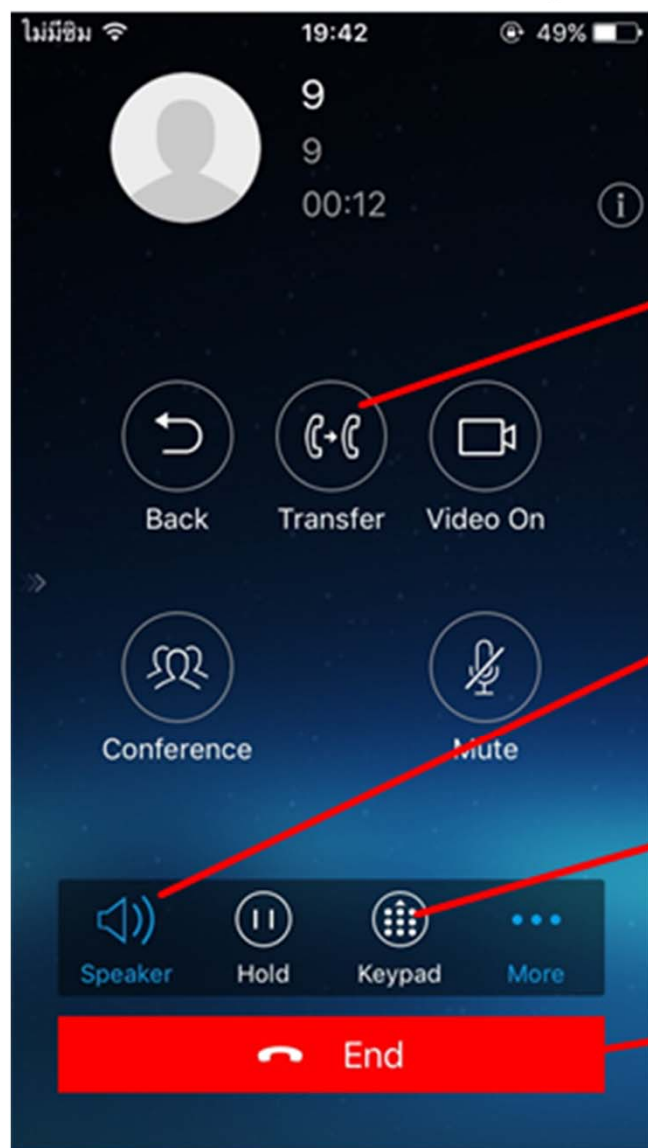 ไม่มีซิม 19:42 49%
9
9
00:12
i
Back Transfer Video On
Conference Mute
Speaker Hold Keypad More
End